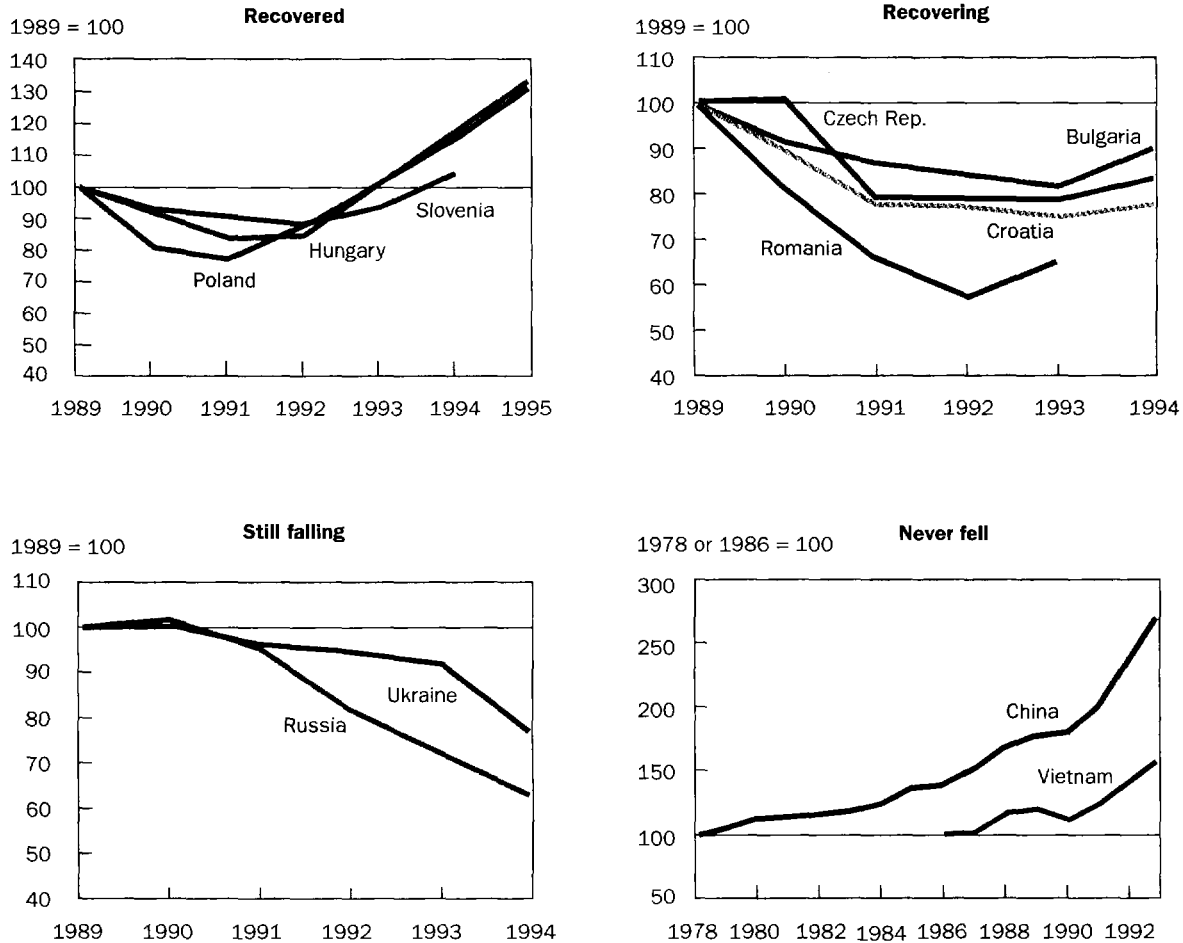 Recovered
1989 = 100
140
130
120
110
100
90
80
70
60
50
40
Slovenia
Hungary
Poland
1989 1990 1991 1992 1993 1994 1995
Recovering
1989 = 100
110
100
90
80
70
60
50
40
Czech Rep.
Bulgaria
Croatia
Romania
1989 1990 1991 1992 1993 1994
Still falling
1989 = 100
110
100
90
80
70
60
50
40
Ukraine
Russia
1989 1990 1991 1992 1993 1994
Never fell
1978 or 1986 = 100
300
250
200
150
100
50
China
Vietnam
1978 1980 1982 1984 1986 1988 1990 1992